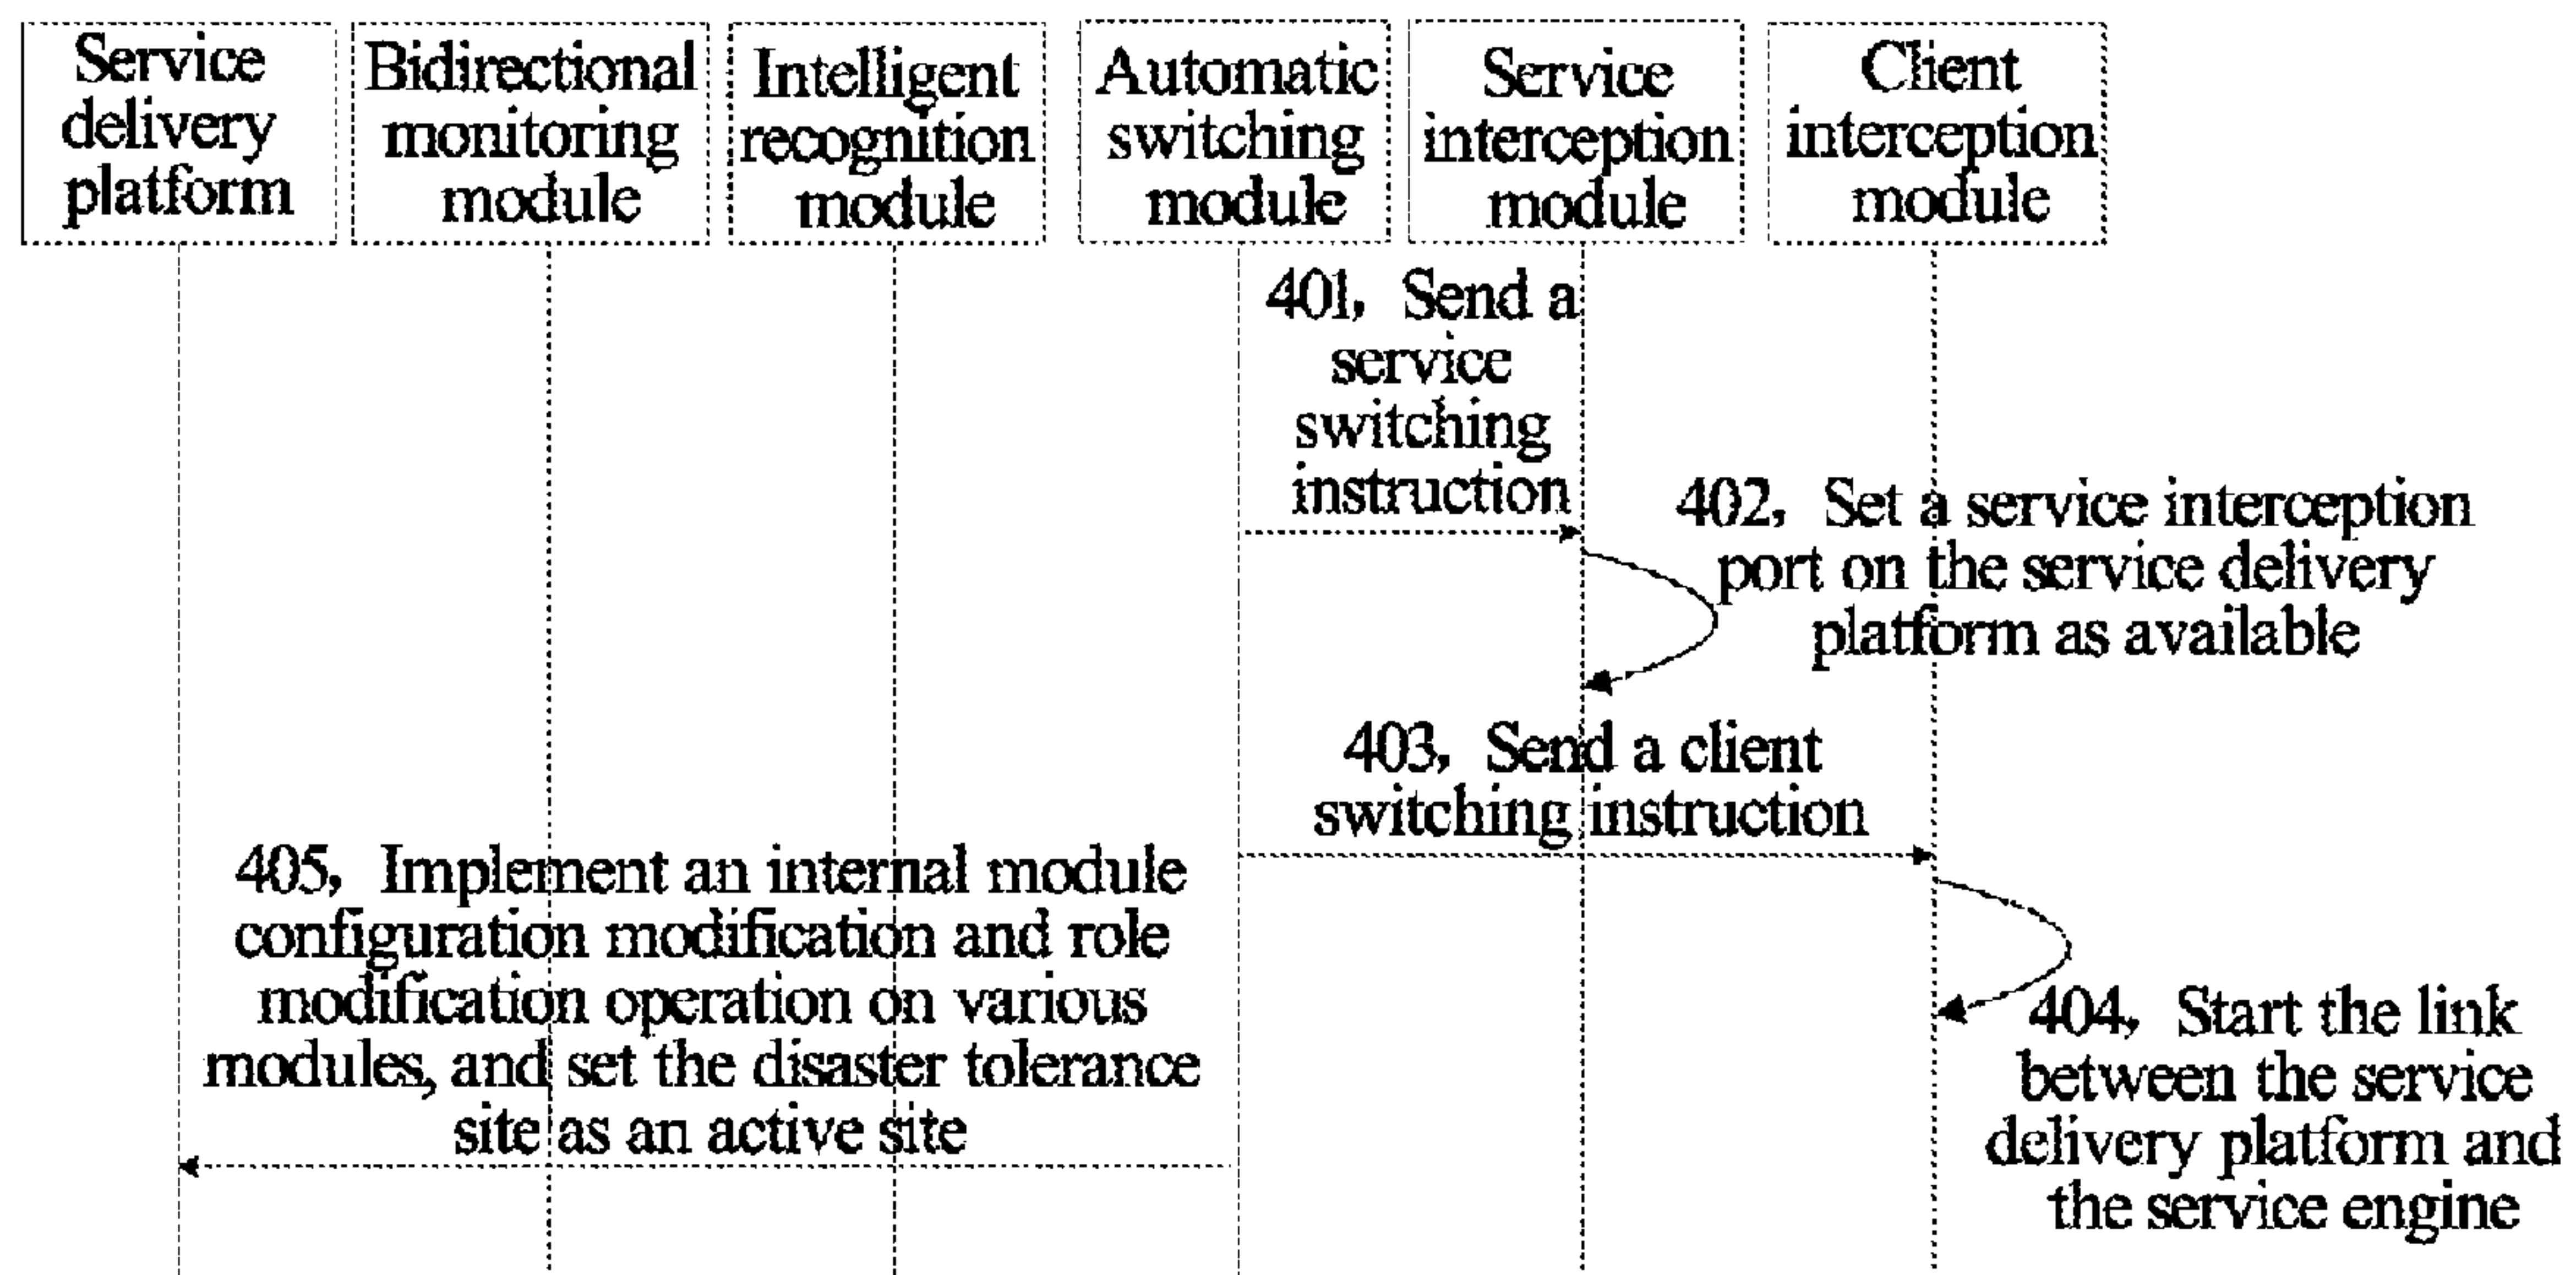 Service
delivery
platform
Bidirectional
monitoring
module
Intelligent
recognition
module
Automatic
switching
module
Service
interception
module
Client
interception
module
401, Send a
service
switching
instruction
402, Set a service interception
port on the service delivery
platform as available
403, Send a client
switching instruction
405, Implement an internal module
configuration modification and role
modification operation on various
modules, and set the disaster tolerance
site as an active site
404, Start the link
between the service
delivery platform and
the service engine